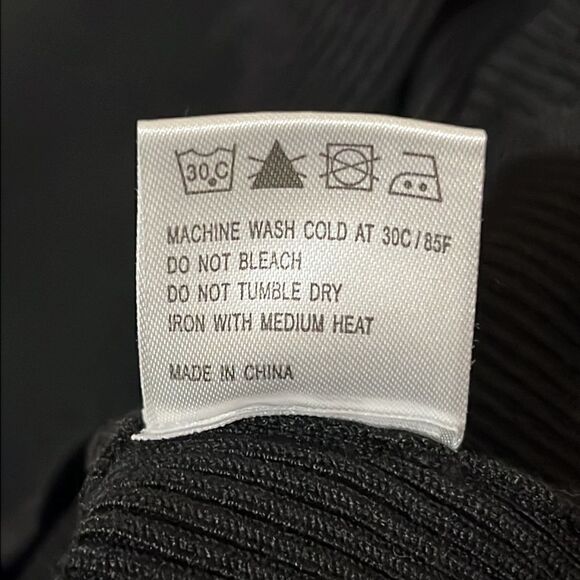 30.C
MACHINE WASH COLD AT 30C/85F
DO NOT BLEACH
DO NOT TUMBLE DRY
IRON WITH MEDIUM HEAT
MADE IN CHINA